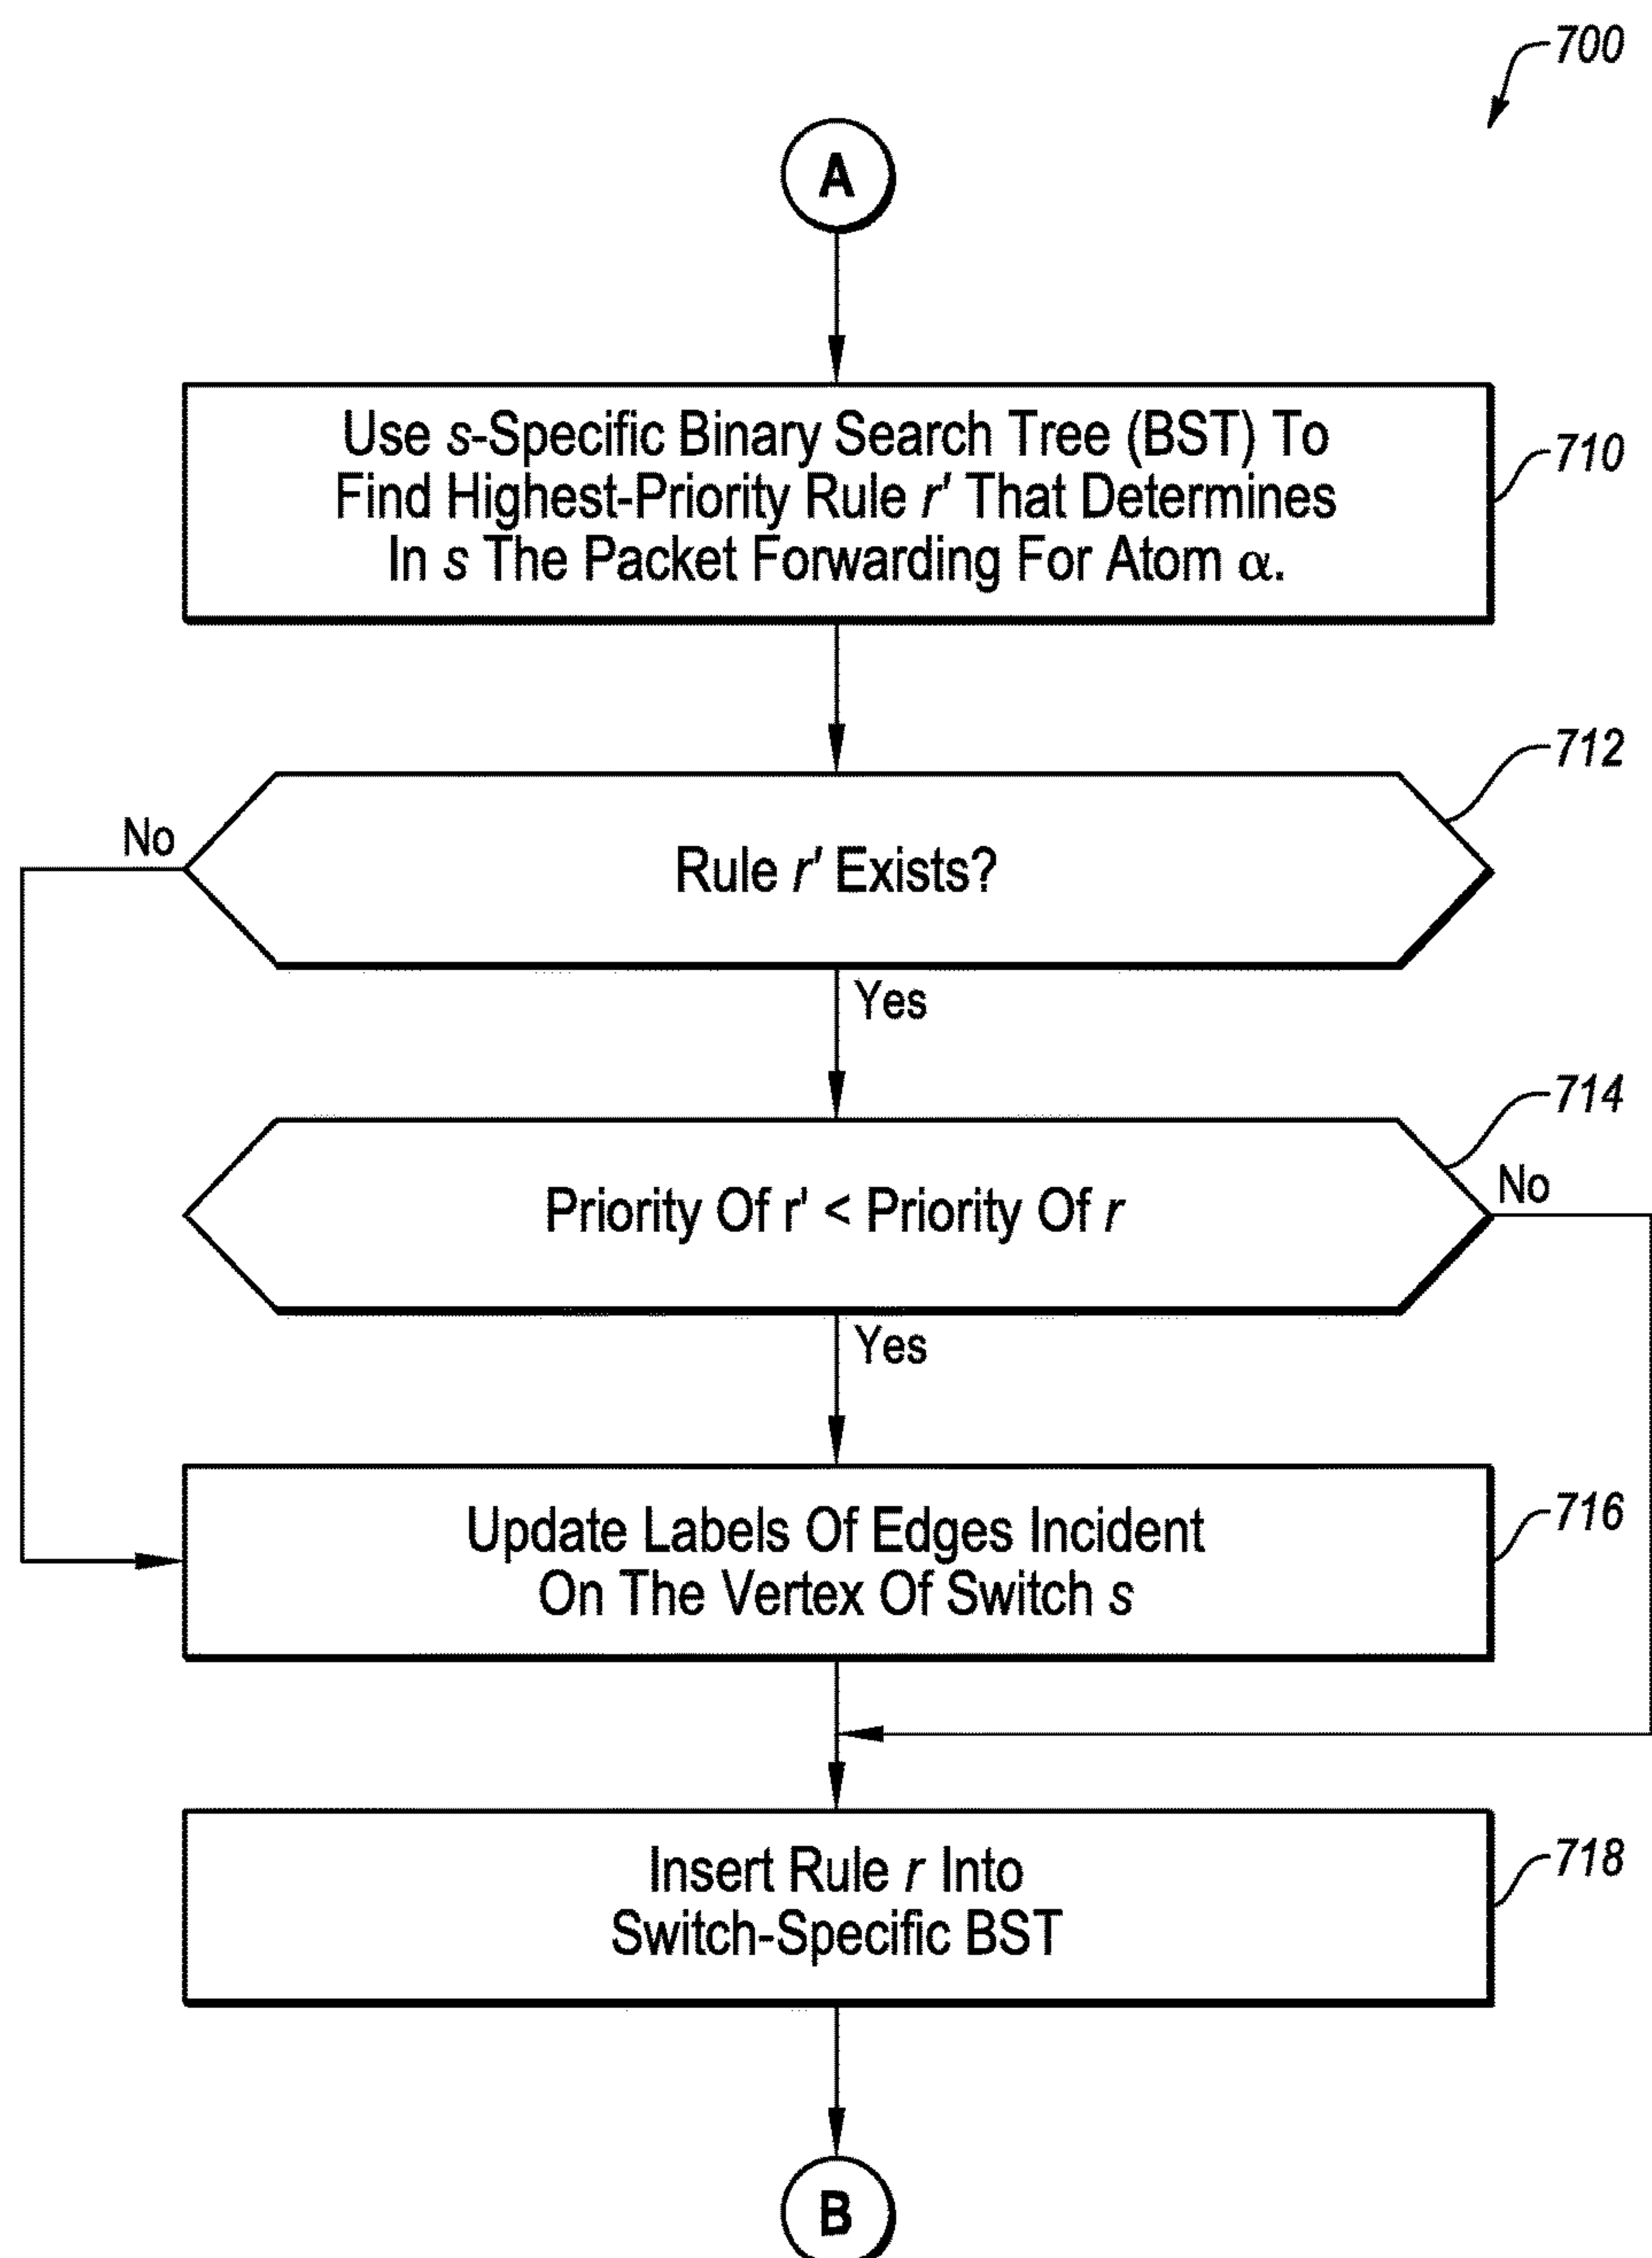 700
A
Use s-Specific Binary Search Tree (BST) To
Find Highest-Priority Rule r' That Determines
In s The Packet Forwarding For Atom α.
710
712
No
Rule r' Exists?
Yes
714
Priority Of r' < Priority Of r
No
Yes
Update Labels Of Edges Incident
On The Vertex Of Switch s
716
Insert Rule r Into
Switch-Specific BST
718
B